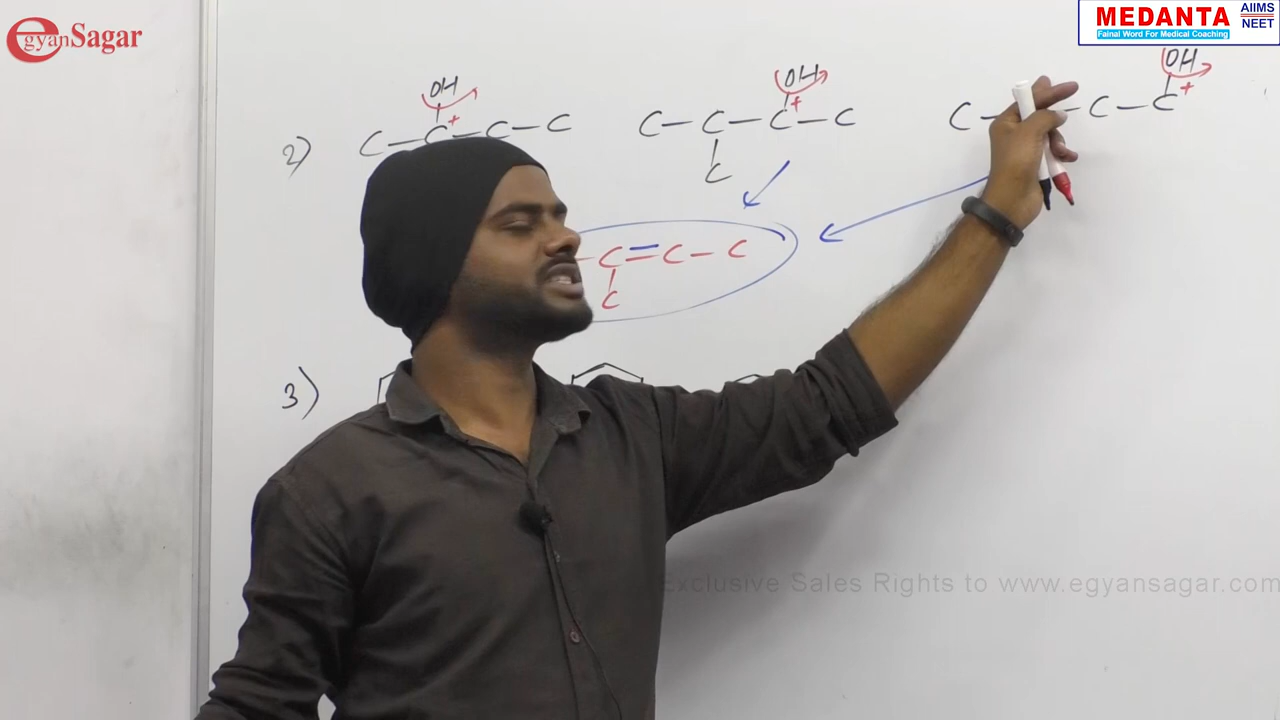 egyanSagar
MEDANTA AIIMS
NEET
Fainal Word For Medical Coaching
OH OH OH
2) C — C+ — C — C C — C — C+ — C C — C — C+
C
C = C — C
C
3)
Exclusive Sales Rights to www.egyansagar.com